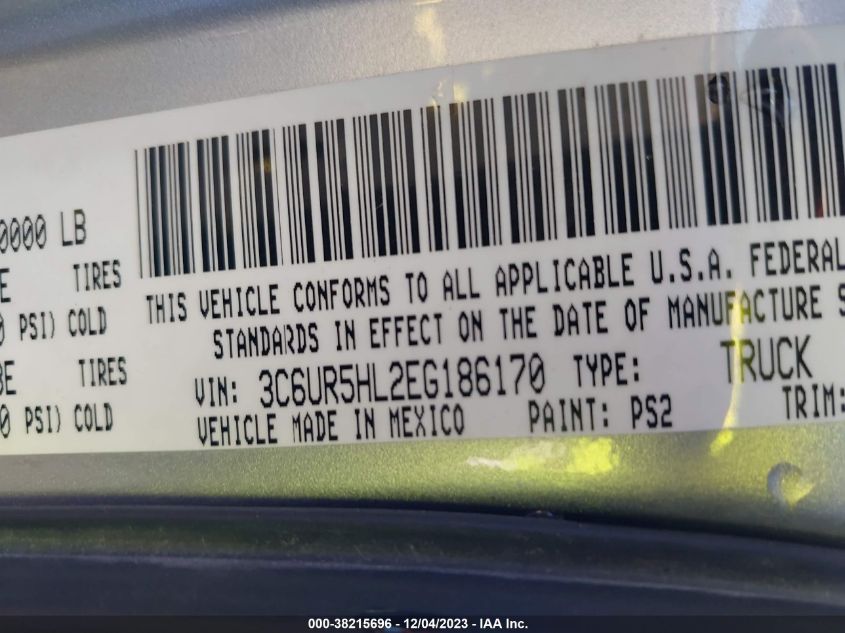 0000 LB
E TIRES
0 PSI) COLD
BE TIRES
0 PSI) COLD
THIS VEHICLE CONFORMS TO ALL APPLICABLE U.S.A. FEDERAL
STANDARDS IN EFFECT ON THE DATE OF MANUFACTURE S
VIN: 3C6UR5HL2EG186170 TYPE: TRUCK
VEHICLE MADE IN MEXICO PAINT: PS2 TRIM:
000-38215696 - 12/04/2023 - IAA Inc.